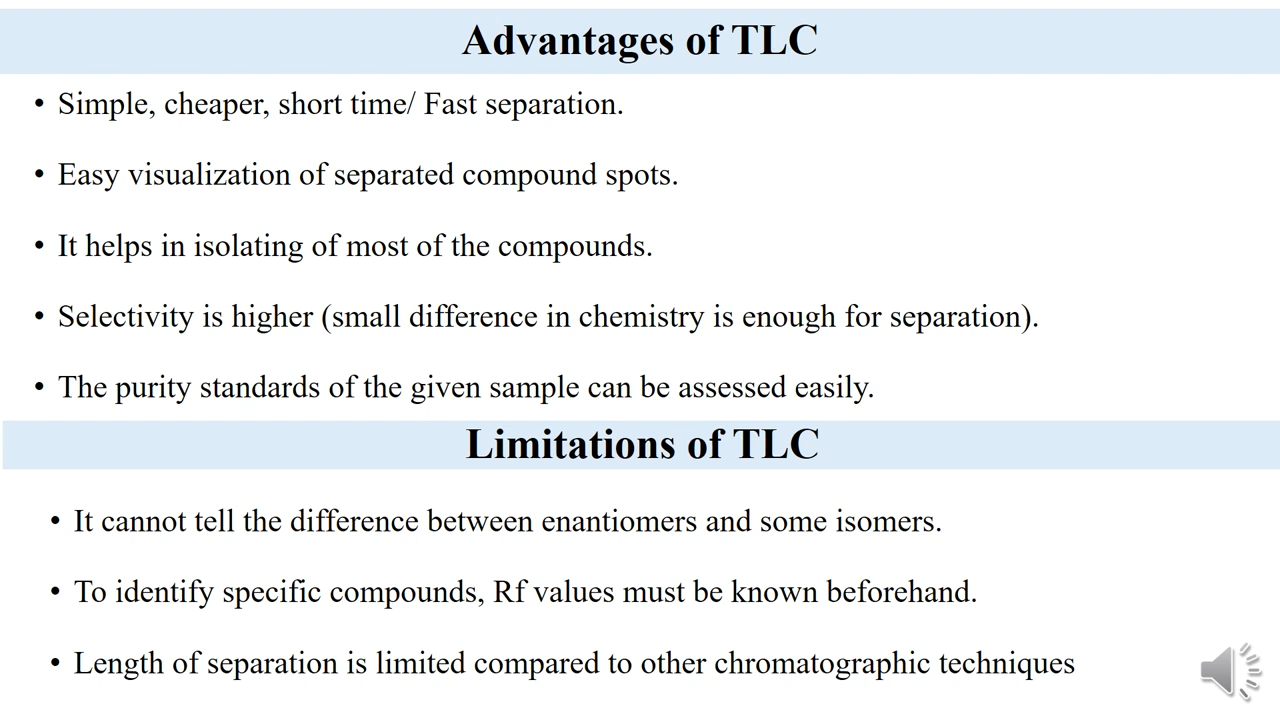 Advantages of TLC
• Simple, cheaper, short time/ Fast separation.
• Easy visualization of separated compound spots.
• It helps in isolating of most of the compounds.
• Selectivity is higher (small difference in chemistry is enough for separation).
• The purity standards of the given sample can be assessed easily.
Limitations of TLC
• It cannot tell the difference between enantiomers and some isomers.
• To identify specific compounds, Rf values must be known beforehand.
• Length of separation is limited compared to other chromatographic techniques